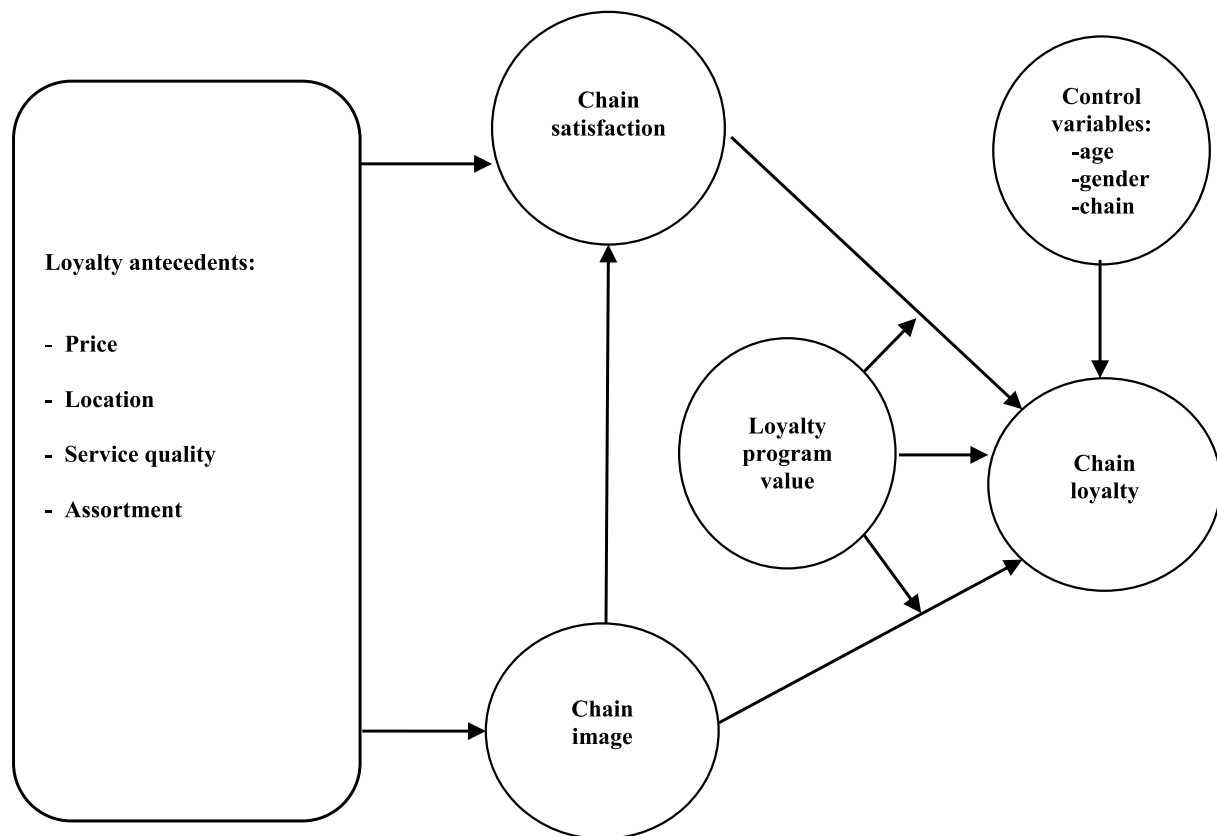 Loyalty antecedents:
- Price
- Location
- Service quality
- Assortment
Chain
satisfaction
Chain
image
Loyalty
program
value
Control
variables:
-age
-gender
-chain
Chain
loyalty